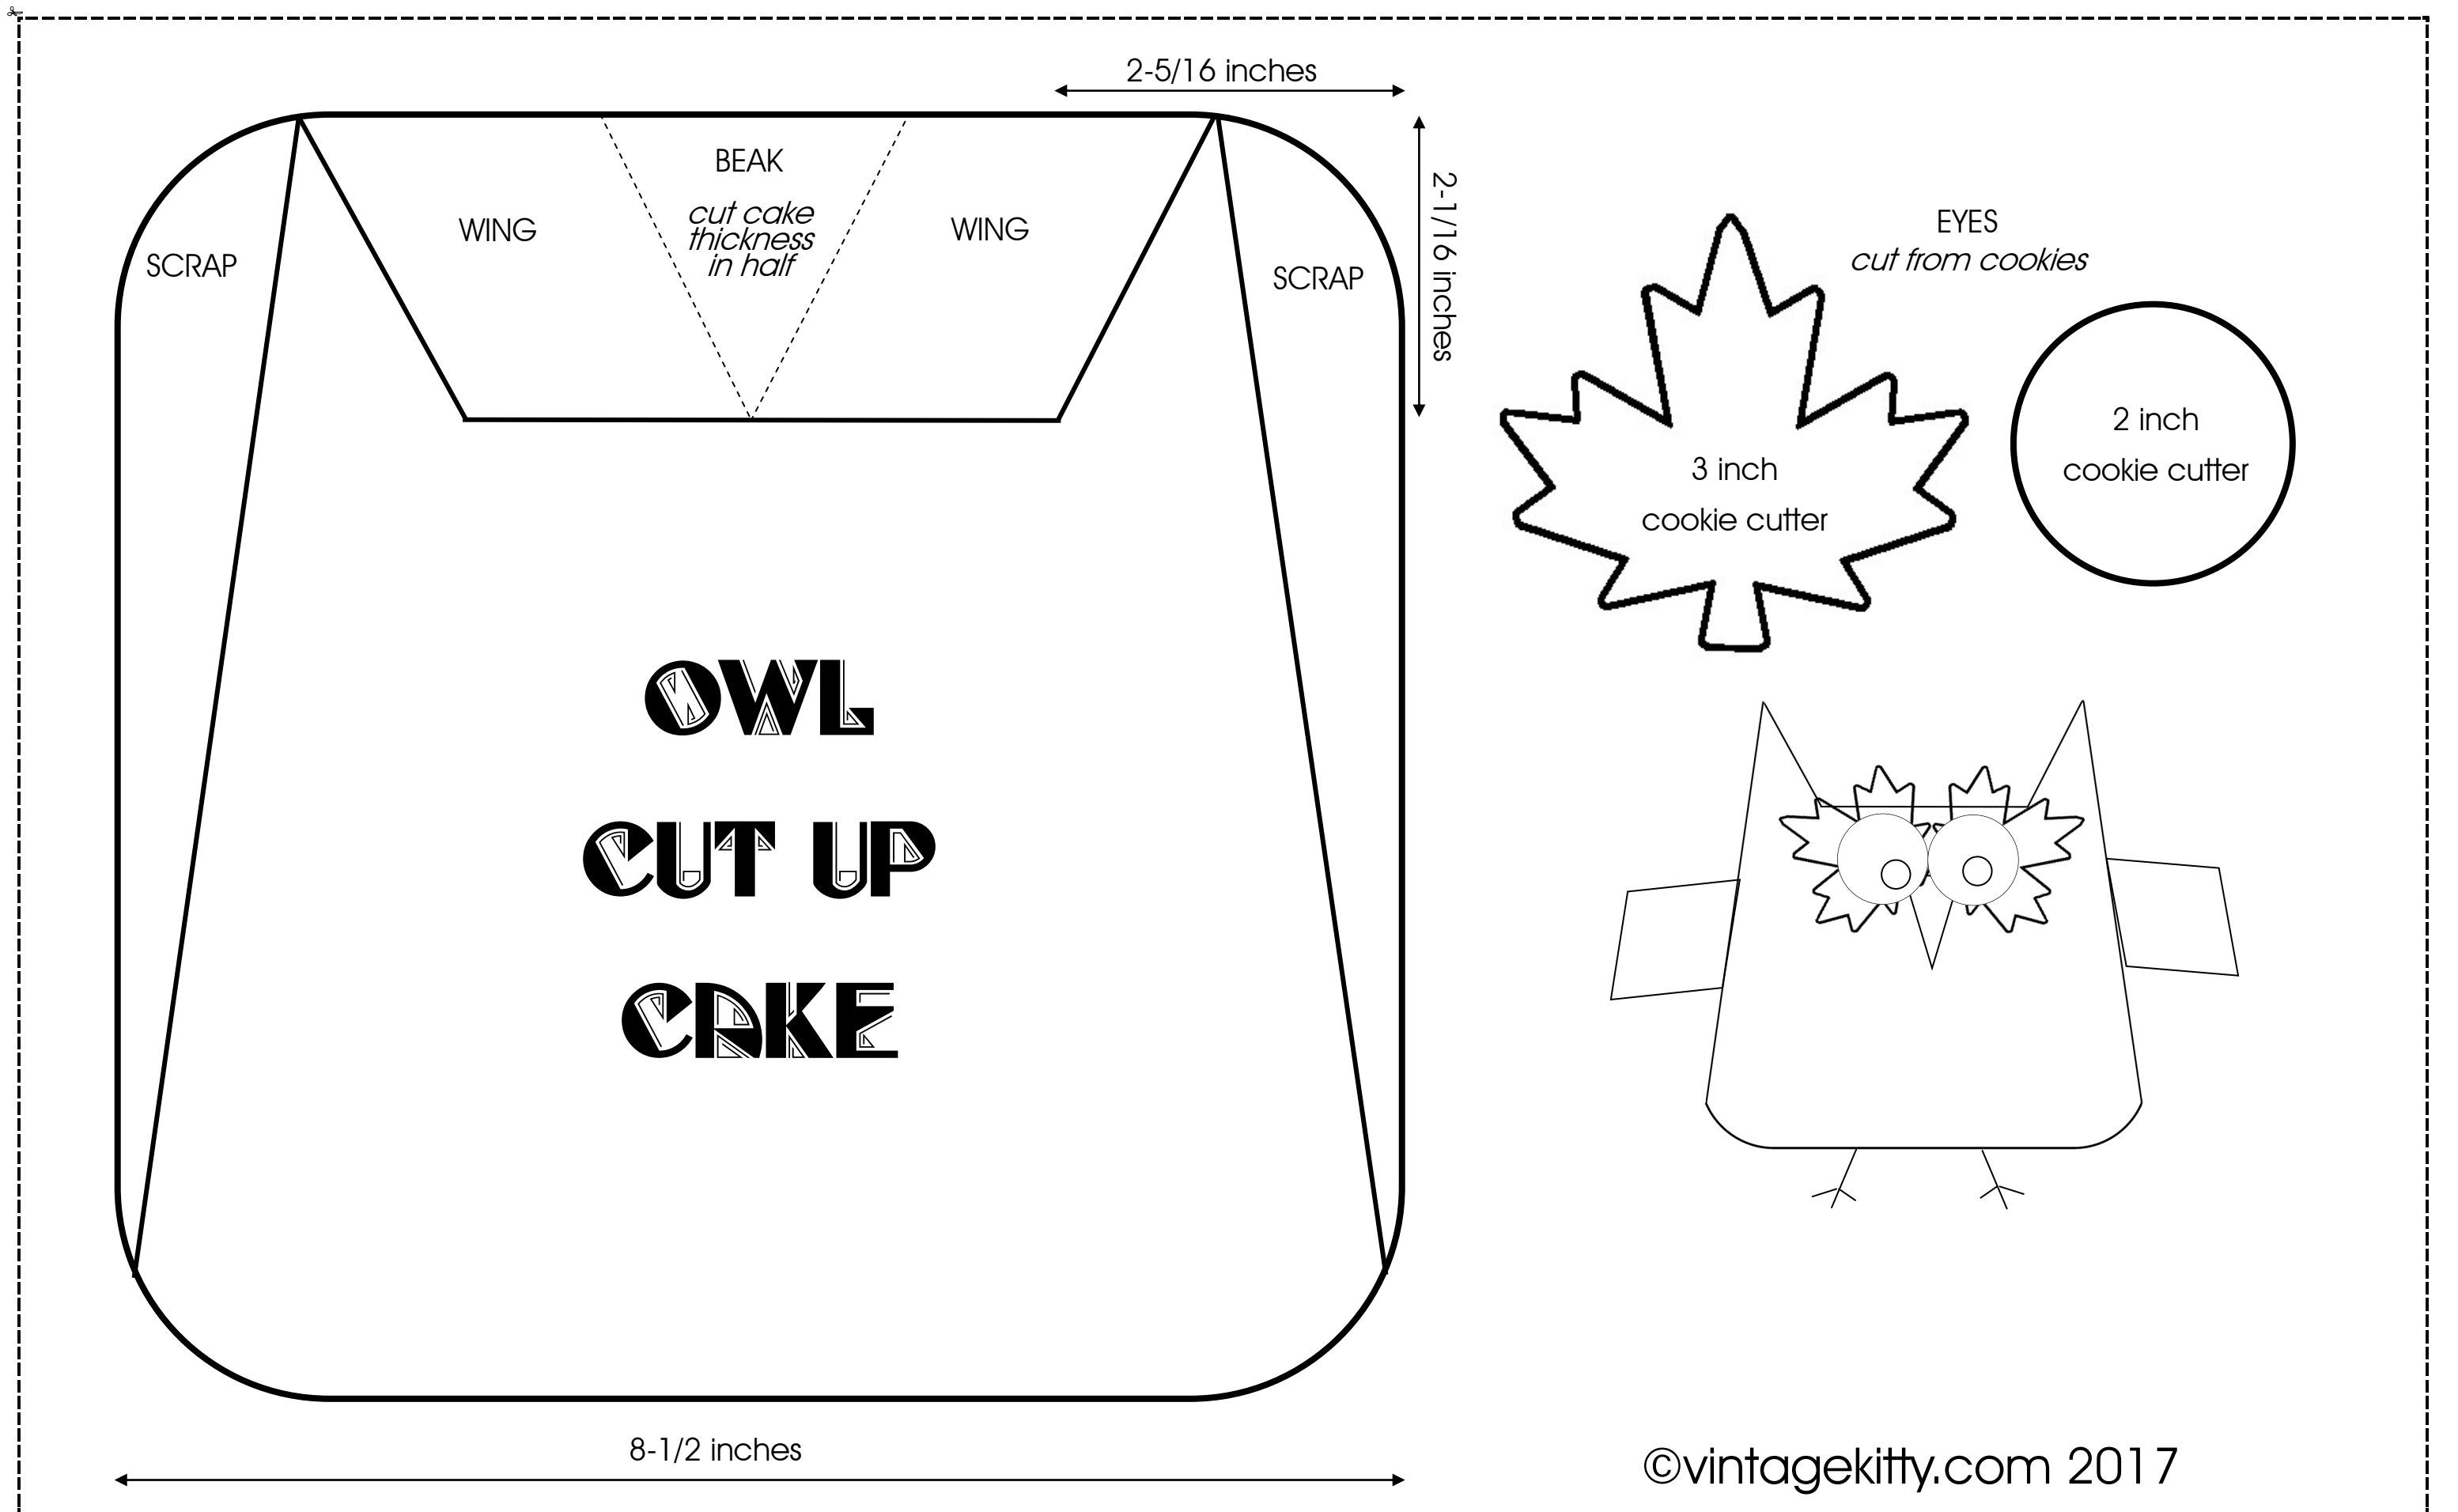 2-5/16 inches
2-1/16 inches
BEAK
cut cake
thickness
in half
WING
WING
SCRAP
SCRAP
EYES
cut from cookies
3 inch
cookie cutter
2 inch
cookie cutter
OWL
CUT UP
CAKE
8-1/2 inches
©vintagekitty.com 2017